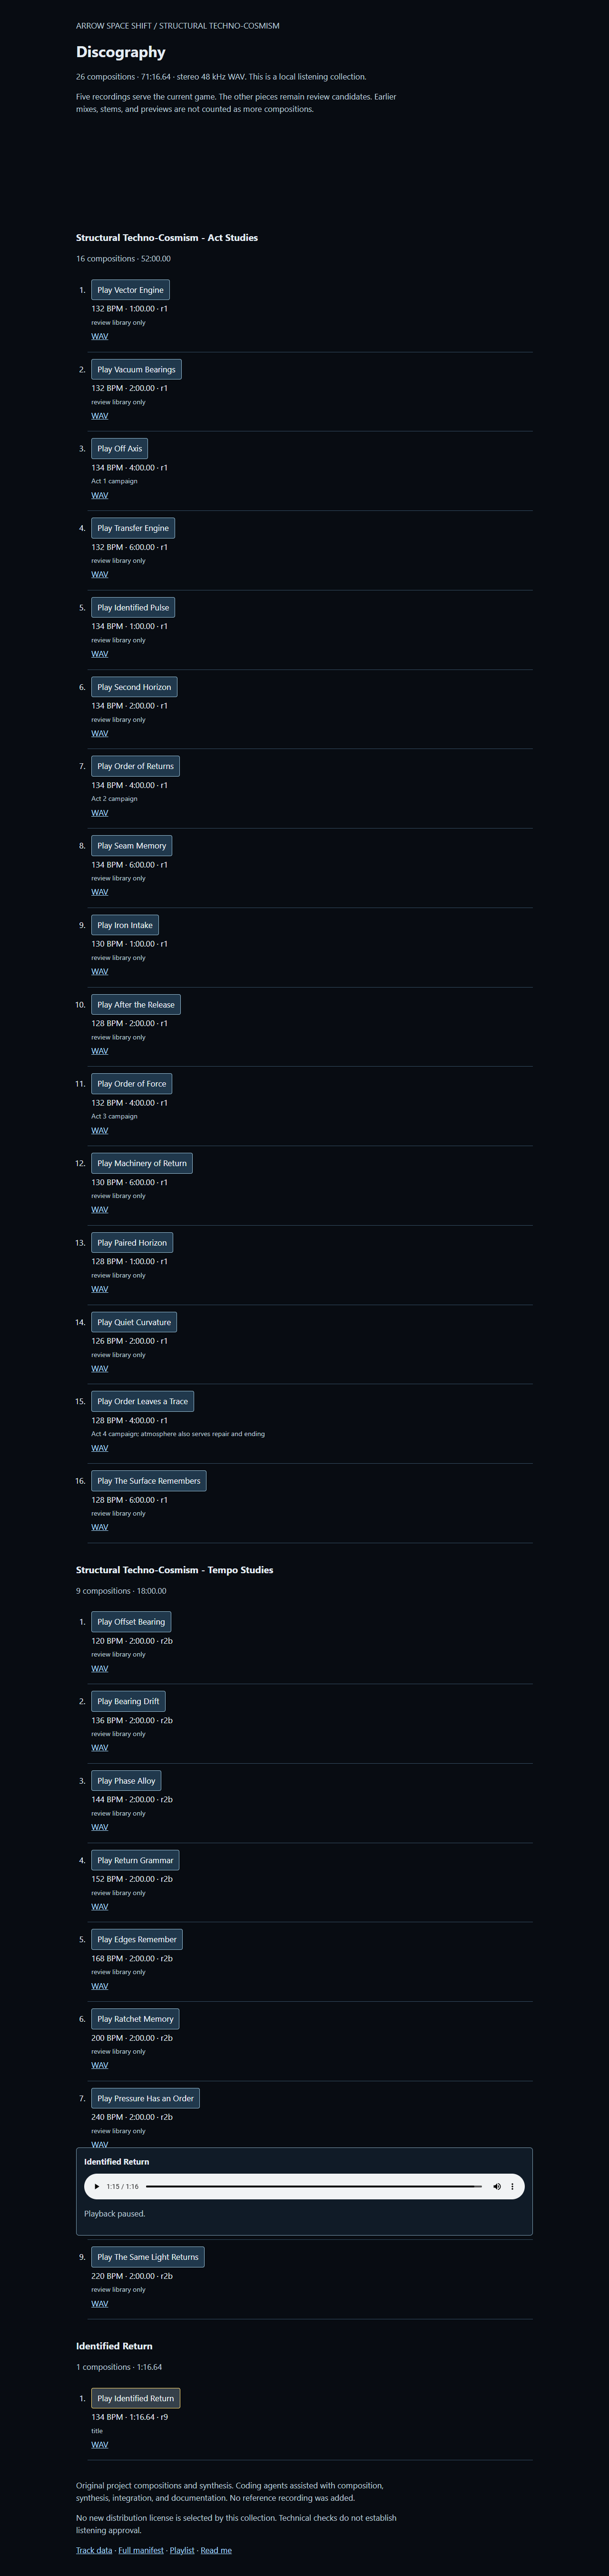 ARROW SPACE SHIFT / STRUCTURAL TECHNO-COSMISM
Discography
26 compositions · 71:16.64 · stereo 48 kHz WAV. This is a local listening collection.
Five recordings serve the current game. The other pieces remain review candidates. Earlier
mixes, stems, and previews are not counted as more compositions.
Structural Techno-Cosmism - Act Studies
16 compositions · 52:00.00
1. Play Vector Engine
132 BPM · 1:00.00 · r1
review library only
WAV
2. Play Vacuum Bearings
132 BPM · 2:00.00 · r1
review library only
WAV
3. Play Off Axis
134 BPM · 4:00.00 · r1
Act 1 campaign
WAV
4. Play Transfer Engine
132 BPM · 6:00.00 · r1
review library only
WAV
5. Play Identified Pulse
134 BPM · 1:00.00 · r1
review library only
WAV
6. Play Second Horizon
134 BPM · 2:00.00 · r1
review library only
WAV
7. Play Order of Returns
134 BPM · 4:00.00 · r1
Act 2 campaign
WAV
8. Play Seam Memory
134 BPM · 6:00.00 · r1
review library only
WAV
9. Play Iron Intake
130 BPM · 1:00.00 · r1
review library only
WAV
10. Play After the Release
128 BPM · 2:00.00 · r1
review library only
WAV
11. Play Order of Force
132 BPM · 4:00.00 · r1
Act 3 campaign
WAV
12. Play Machinery of Return
130 BPM · 6:00.00 · r1
review library only
WAV
13. Play Paired Horizon
128 BPM · 1:00.00 · r1
review library only
WAV
14. Play Quiet Curvature
126 BPM · 2:00.00 · r1
review library only
WAV
15. Play Order Leaves a Trace
128 BPM · 4:00.00 · r1
Act 4 campaign; atmosphere also serves repair and ending
WAV
16. Play The Surface Remembers
128 BPM · 6:00.00 · r1
review library only
WAV
Structural Techno-Cosmism - Tempo Studies
9 compositions · 18:00.00
1. Play Offset Bearing
120 BPM · 2:00.00 · r2b
review library only
WAV
2. Play Bearing Drift
136 BPM · 2:00.00 · r2b
review library only
WAV
3. Play Phase Alloy
144 BPM · 2:00.00 · r2b
review library only
WAV
4. Play Return Grammar
152 BPM · 2:00.00 · r2b
review library only
WAV
5. Play Edges Remember
168 BPM · 2:00.00 · r2b
review library only
WAV
6. Play Ratchet Memory
200 BPM · 2:00.00 · r2b
review library only
WAV
7. Play Pressure Has an Order
240 BPM · 2:00.00 · r2b
review library only
WAV
Identified Return
1:15 / 1:16
Playback paused.
9. Play The Same Light Returns
220 BPM · 2:00.00 · r2b
review library only
WAV
Identified Return
1 compositions · 1:16.64
1. Play Identified Return
134 BPM · 1:16.64 · r9
title
WAV
Original project compositions and synthesis. Coding agents assisted with composition,
synthesis, integration, and documentation. No reference recording was added.
No new distribution license is selected by this collection. Technical checks do not establish
listening approval.
Track data · Full manifest · Playlist · Read me